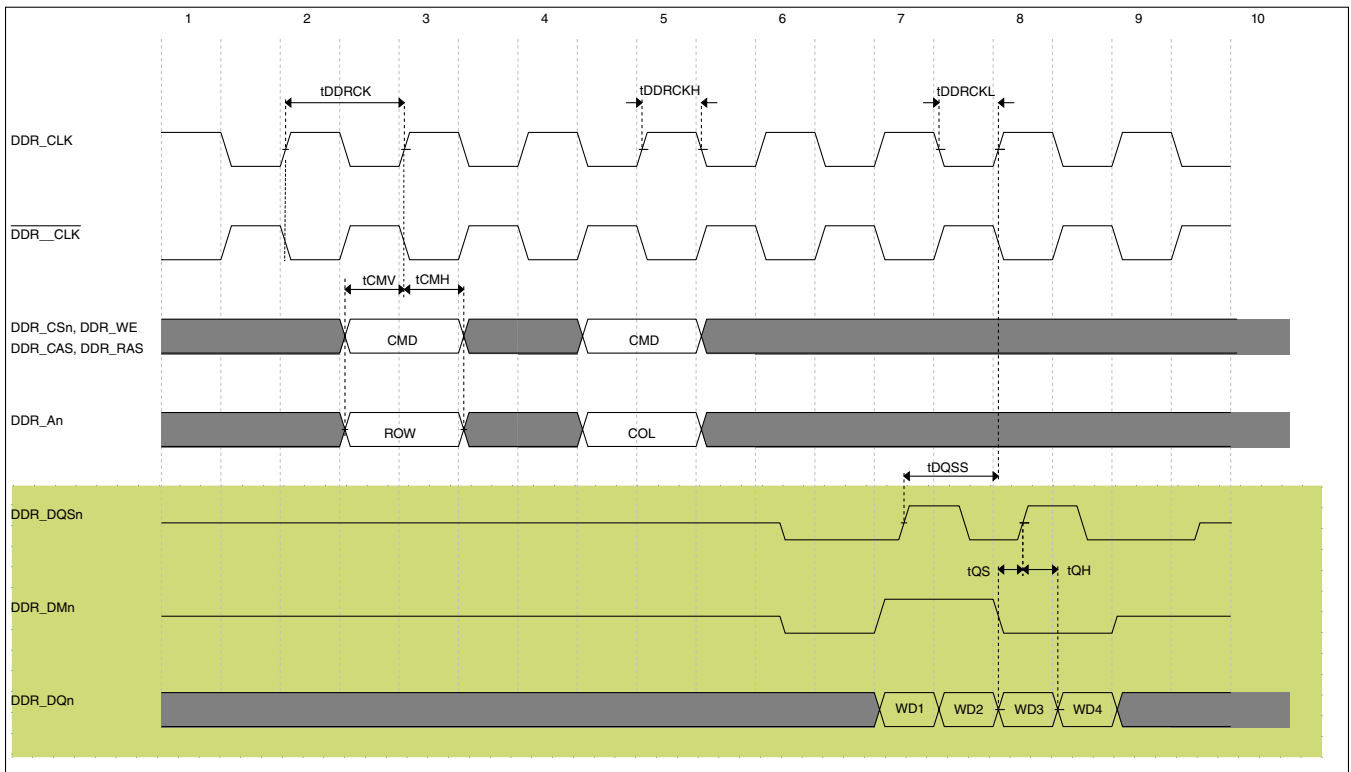 1 2 3 4 5 6 7 8 9 10
tDDRCK tDDRCKH tDDRCKL
DDR_CLK
DDR__CLK
tCMV tCMH
DDR_CSn, DDR_WE
DDR_CAS, DDR_RAS
CMD CMD
DDR_An
ROW COL
tDQSS
DDR_DQSn
tQS tQH
DDR_DMn
DDR_DQn
WD1 WD2 WD3 WD4